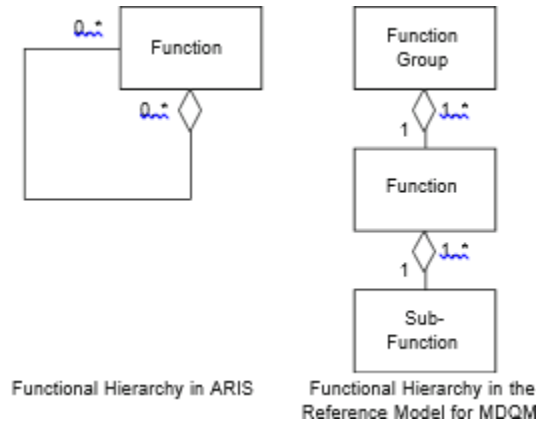 0..*
Function
0..*
Functional Hierarchy in ARIS
Function
Group
1..*
1
Function
1..*
1
Sub-
Function
Functional Hierarchy in the
Reference Model for MDQM